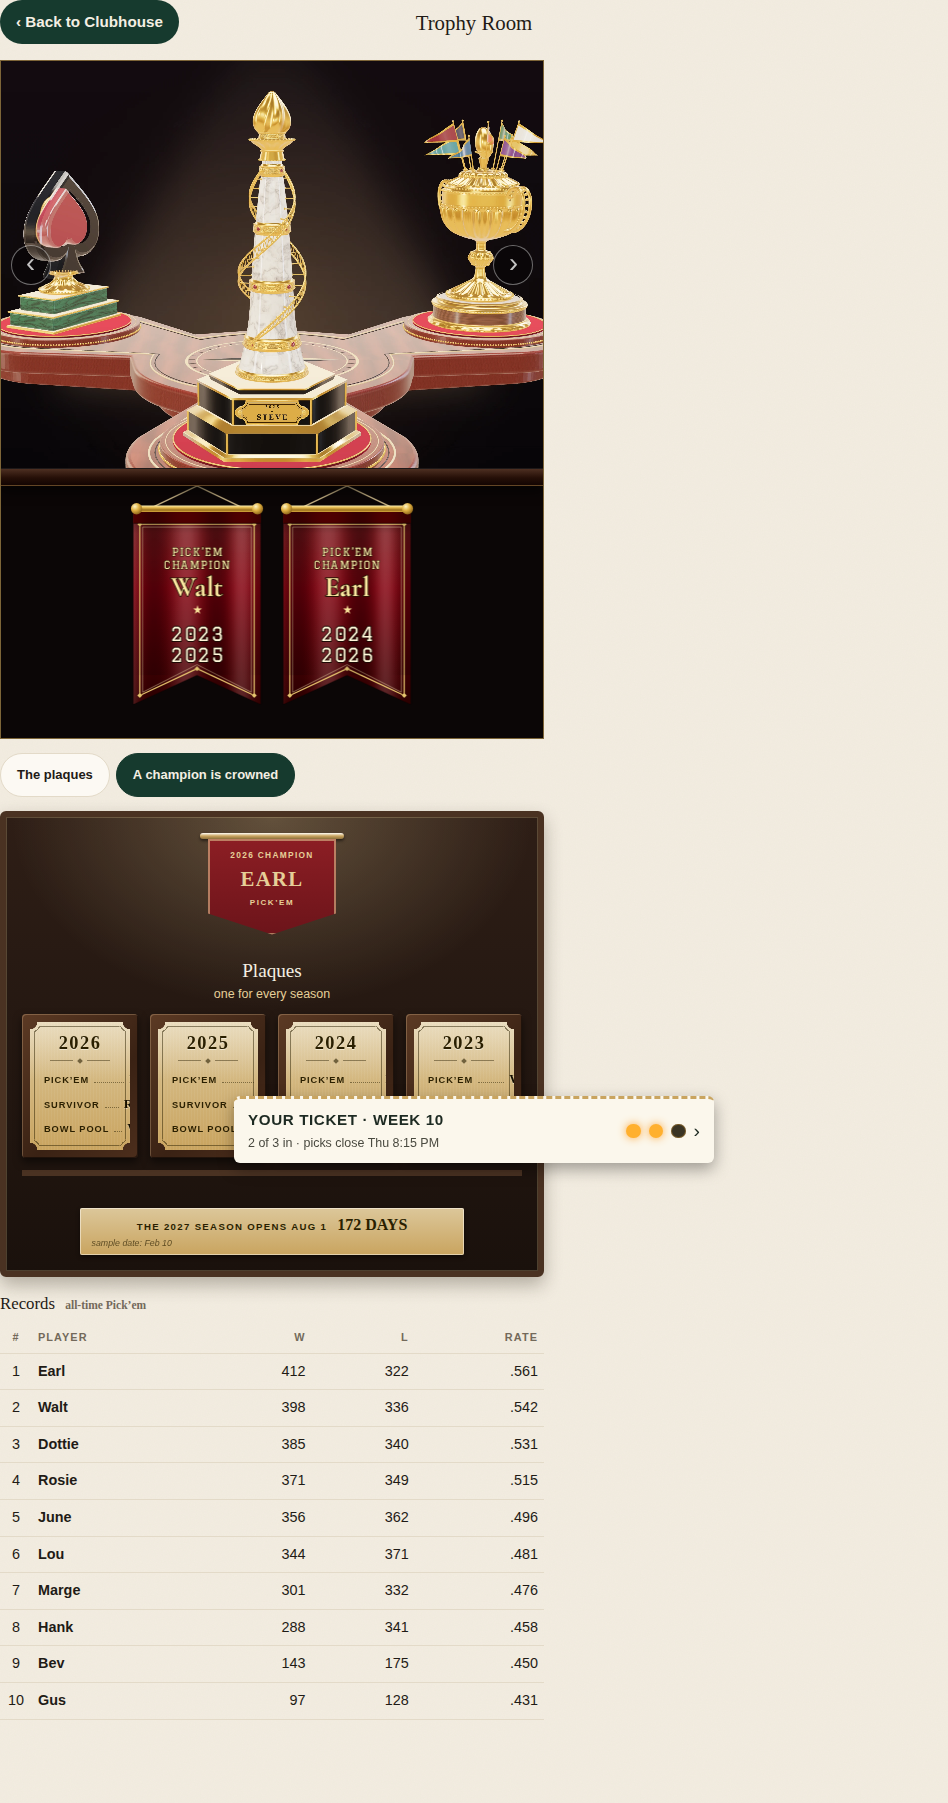 ‹ Back to Clubhouse
Trophy Room
STEVE
PICK'EM
CHAMPION
Walt
2023
2025
PICK'EM
CHAMPION
Earl
2024
2026
The plaques
A champion is crowned
2026 CHAMPION
EARL
PICK'EM
Plaques
one for every season
2026
PICK'EM
SURVIVOR
BOWL POOL
2025
PICK'EM
SURVIVOR
BOWL POOL
2024
PICK'EM
2023
PICK'EM
YOUR TICKET · WEEK 10
2 of 3 in · picks close Thu 8:15 PM
THE 2027 SEASON OPENS AUG 1 172 DAYS
sample date: Feb 10
Records all-time Pick'em
# PLAYER W L RATE
1 Earl 412 322 .561
2 Walt 398 336 .542
3 Dottie 385 340 .531
4 Rosie 371 349 .515
5 June 356 362 .496
6 Lou 344 371 .481
7 Marge 301 332 .476
8 Hank 288 341 .458
9 Bev 143 175 .450
10 Gus 97 128 .431